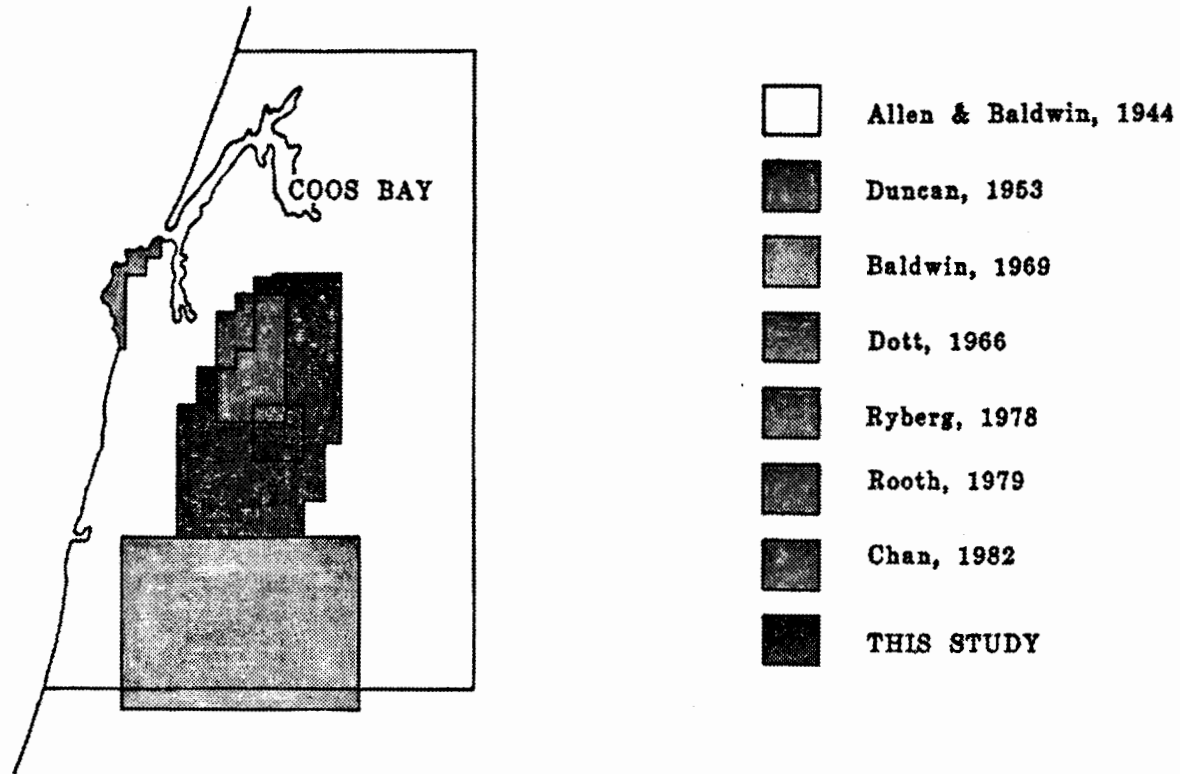 COOS BAY
Allen & Baldwin, 1944
Duncan, 1953
Baldwin, 1969
Dott, 1966
Ryberg, 1978
Rooth, 1979
Chan, 1982
THIS STUDY